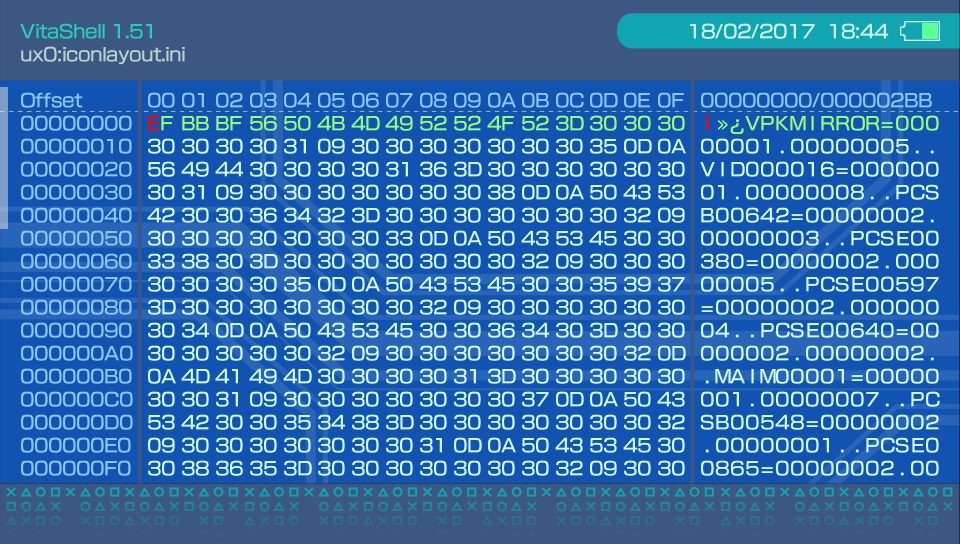 VitaShell 1.51
18/02/2017 18:44
ux0:iconlayout.ini
Offset 00 01 02 03 04 05 06 07 08 09 0A 0B 0C 0D 0E 0F 00000000/000002BB
00000000 EF BB BF 56 50 4B 4D 49 52 52 4F 52 3D 30 30 30 ï»¿VPKMIRROR=000
00000010 30 30 30 30 31 09 30 30 30 30 30 30 30 35 0D 0A 00001.00000005..
00000020 56 49 44 30 30 30 30 31 36 3D 30 30 30 30 30 30 VID000016=000000
00000030 30 31 09 30 30 30 30 30 30 30 38 0D 0A 50 43 53 01.00000008..PCS
00000040 42 30 30 36 34 32 3D 30 30 30 30 30 30 30 32 09 B00642=00000002.
00000050 30 30 30 30 30 30 30 33 0D 0A 50 43 53 45 30 30 00000003..PCSE00
00000060 33 38 30 3D 30 30 30 30 30 30 30 32 09 30 30 30 380=00000002.000
00000070 30 30 30 30 35 0D 0A 50 43 53 45 30 30 35 39 37 00005..PCSE00597
00000080 3D 30 30 30 30 30 30 30 32 09 30 30 30 30 30 30 =00000002.000000
00000090 30 34 0D 0A 50 43 53 45 30 30 36 34 30 3D 30 30 04..PCSE00640=00
000000A0 30 30 30 30 30 32 09 30 30 30 30 30 30 30 32 0D 000002.00000002.
000000B0 0A 4D 41 49 4D 30 30 30 30 31 3D 30 30 30 30 30 .MAIM00001=00000
000000C0 30 30 31 09 30 30 30 30 30 30 30 37 0D 0A 50 43 001.00000007..PC
000000D0 53 42 30 30 35 34 38 3D 30 30 30 30 30 30 30 32 SB00548=00000002
000000E0 09 30 30 30 30 30 30 30 31 0D 0A 50 43 53 45 30 .00000001..PCSE0
000000F0 30 38 36 35 3D 30 30 30 30 30 30 30 32 09 30 30 0865=00000002.00